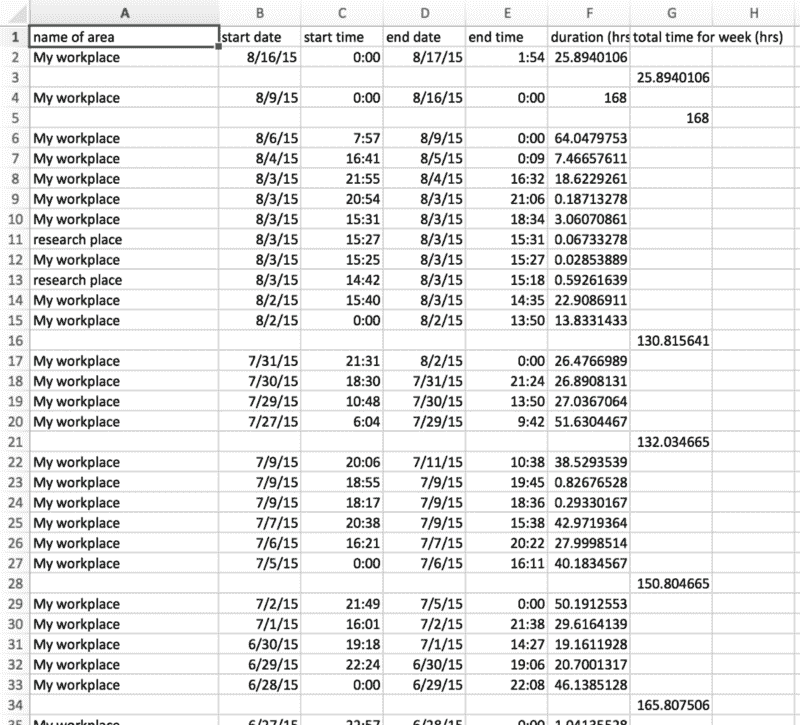 A B C D E F G H
1 name of area start date start time end date end time duration (hrs total time for week (hrs)
2 My workplace 8/16/15 0:00 8/17/15 1:54 25.8940106
3 25.8940106
4 My workplace 8/9/15 0:00 8/16/15 0:00 168
5 168
6 My workplace 8/6/15 7:57 8/9/15 0:00 64.0479753
7 My workplace 8/4/15 16:41 8/5/15 0:09 7.46657611
8 My workplace 8/3/15 21:55 8/4/15 16:32 18.6229261
9 My workplace 8/3/15 20:54 8/3/15 21:06 0.18713278
10 My workplace 8/3/15 15:31 8/3/15 18:34 3.06070861
11 research place 8/3/15 15:27 8/3/15 15:31 0.06733278
12 My workplace 8/3/15 15:25 8/3/15 15:27 0.02853889
13 research place 8/3/15 14:42 8/3/15 15:18 0.59261639
14 My workplace 8/2/15 15:40 8/3/15 14:35 22.9086911
15 My workplace 8/2/15 0:00 8/2/15 13:50 13.8331433
16 130.815641
17 My workplace 7/31/15 21:31 8/2/15 0:00 26.4766989
18 My workplace 7/30/15 18:30 7/31/15 21:24 26.8908131
19 My workplace 7/29/15 10:48 7/30/15 13:50 27.0367064
20 My workplace 7/27/15 6:04 7/29/15 9:42 51.6304467
21 132.034665
22 My workplace 7/9/15 20:06 7/11/15 10:38 38.5293539
23 My workplace 7/9/15 18:55 7/9/15 19:45 0.82676528
24 My workplace 7/9/15 18:17 7/9/15 18:36 0.29330167
25 My workplace 7/7/15 20:38 7/9/15 15:38 42.9719364
26 My workplace 7/6/15 16:21 7/7/15 20:22 27.9998514
27 My workplace 7/5/15 0:00 7/6/15 16:11 40.1834567
28 150.804665
29 My workplace 7/2/15 21:49 7/5/15 0:00 50.1912553
30 My workplace 7/1/15 16:01 7/2/15 21:38 29.6164139
31 My workplace 6/30/15 19:18 7/1/15 14:27 19.1611928
32 My workplace 6/29/15 22:24 6/30/15 19:06 20.7001317
33 My workplace 6/28/15 0:00 6/29/15 22:08 46.1385128
34 165.807506
35 My workplace 6/27/15 22:57 6/28/15 0:00